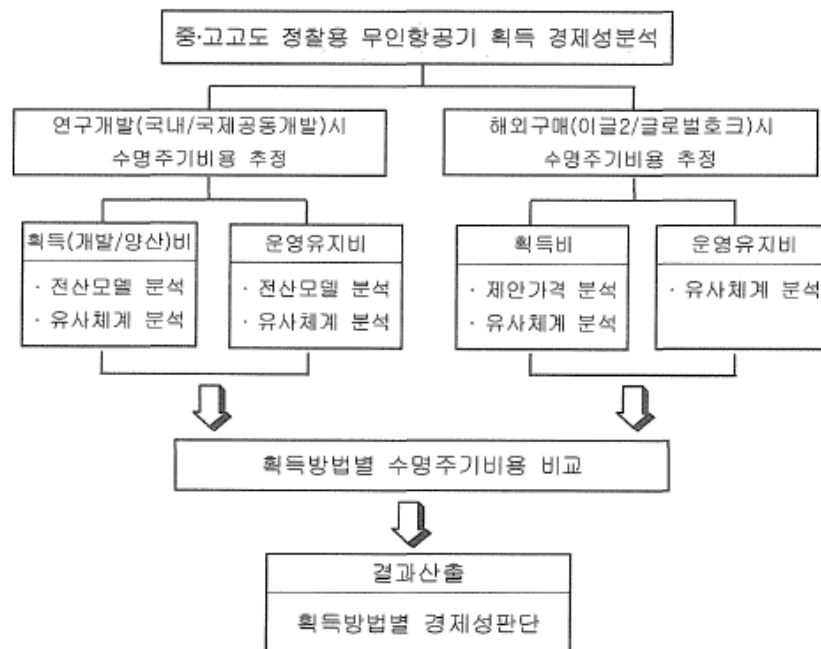 중·고고도 정찰용 무인항공기 획득 경제성분석
연구개발(국내/국제공동개발)시
수명주기비용 추정
해외구매(이글2/글로벌호크)시
수명주기비용 추정
획득(개발/양산)비
· 전산모델 분석
· 유사체계 분석
운영유지비
· 전산모델 분석
· 유사체계 분석
획득비
· 제안가격 분석
· 유사체계 분석
운영유지비
· 유사체계 분석
획득방법별 수명주기비용 비교
결과산출
획득방법별 경제성판단